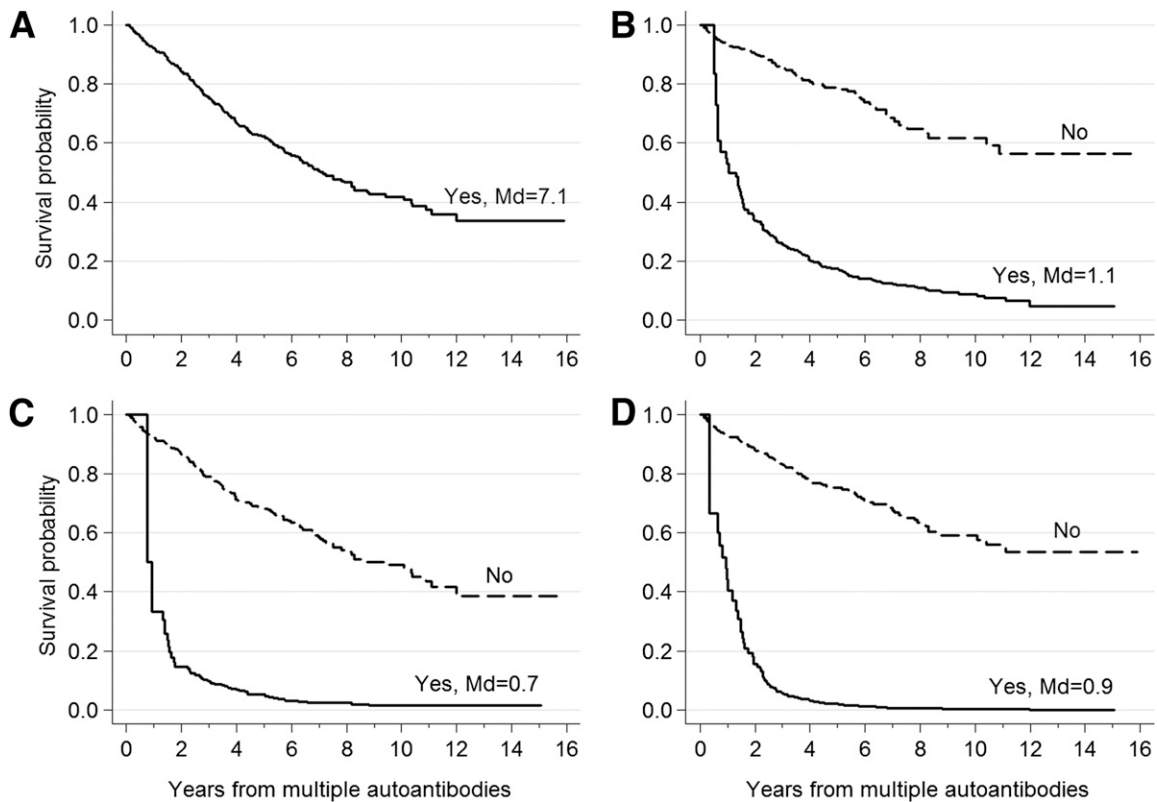 A
Survival probability
1.0
0.8
0.6
0.4
0.2
0.0
Yes, Md=7.1
0 2 4 6 8 10 12 14 16
B
1.0
0.8
0.6
0.4
0.2
0.0
No
Yes, Md=1.1
0 2 4 6 8 10 12 14 16
C
Survival probability
1.0
0.8
0.6
0.4
0.2
0.0
No
Yes, Md=0.7
0 2 4 6 8 10 12 14 16
Years from multiple autoantibodies
D
1.0
0.8
0.6
0.4
0.2
0.0
No
Yes, Md=0.9
0 2 4 6 8 10 12 14 16
Years from multiple autoantibodies